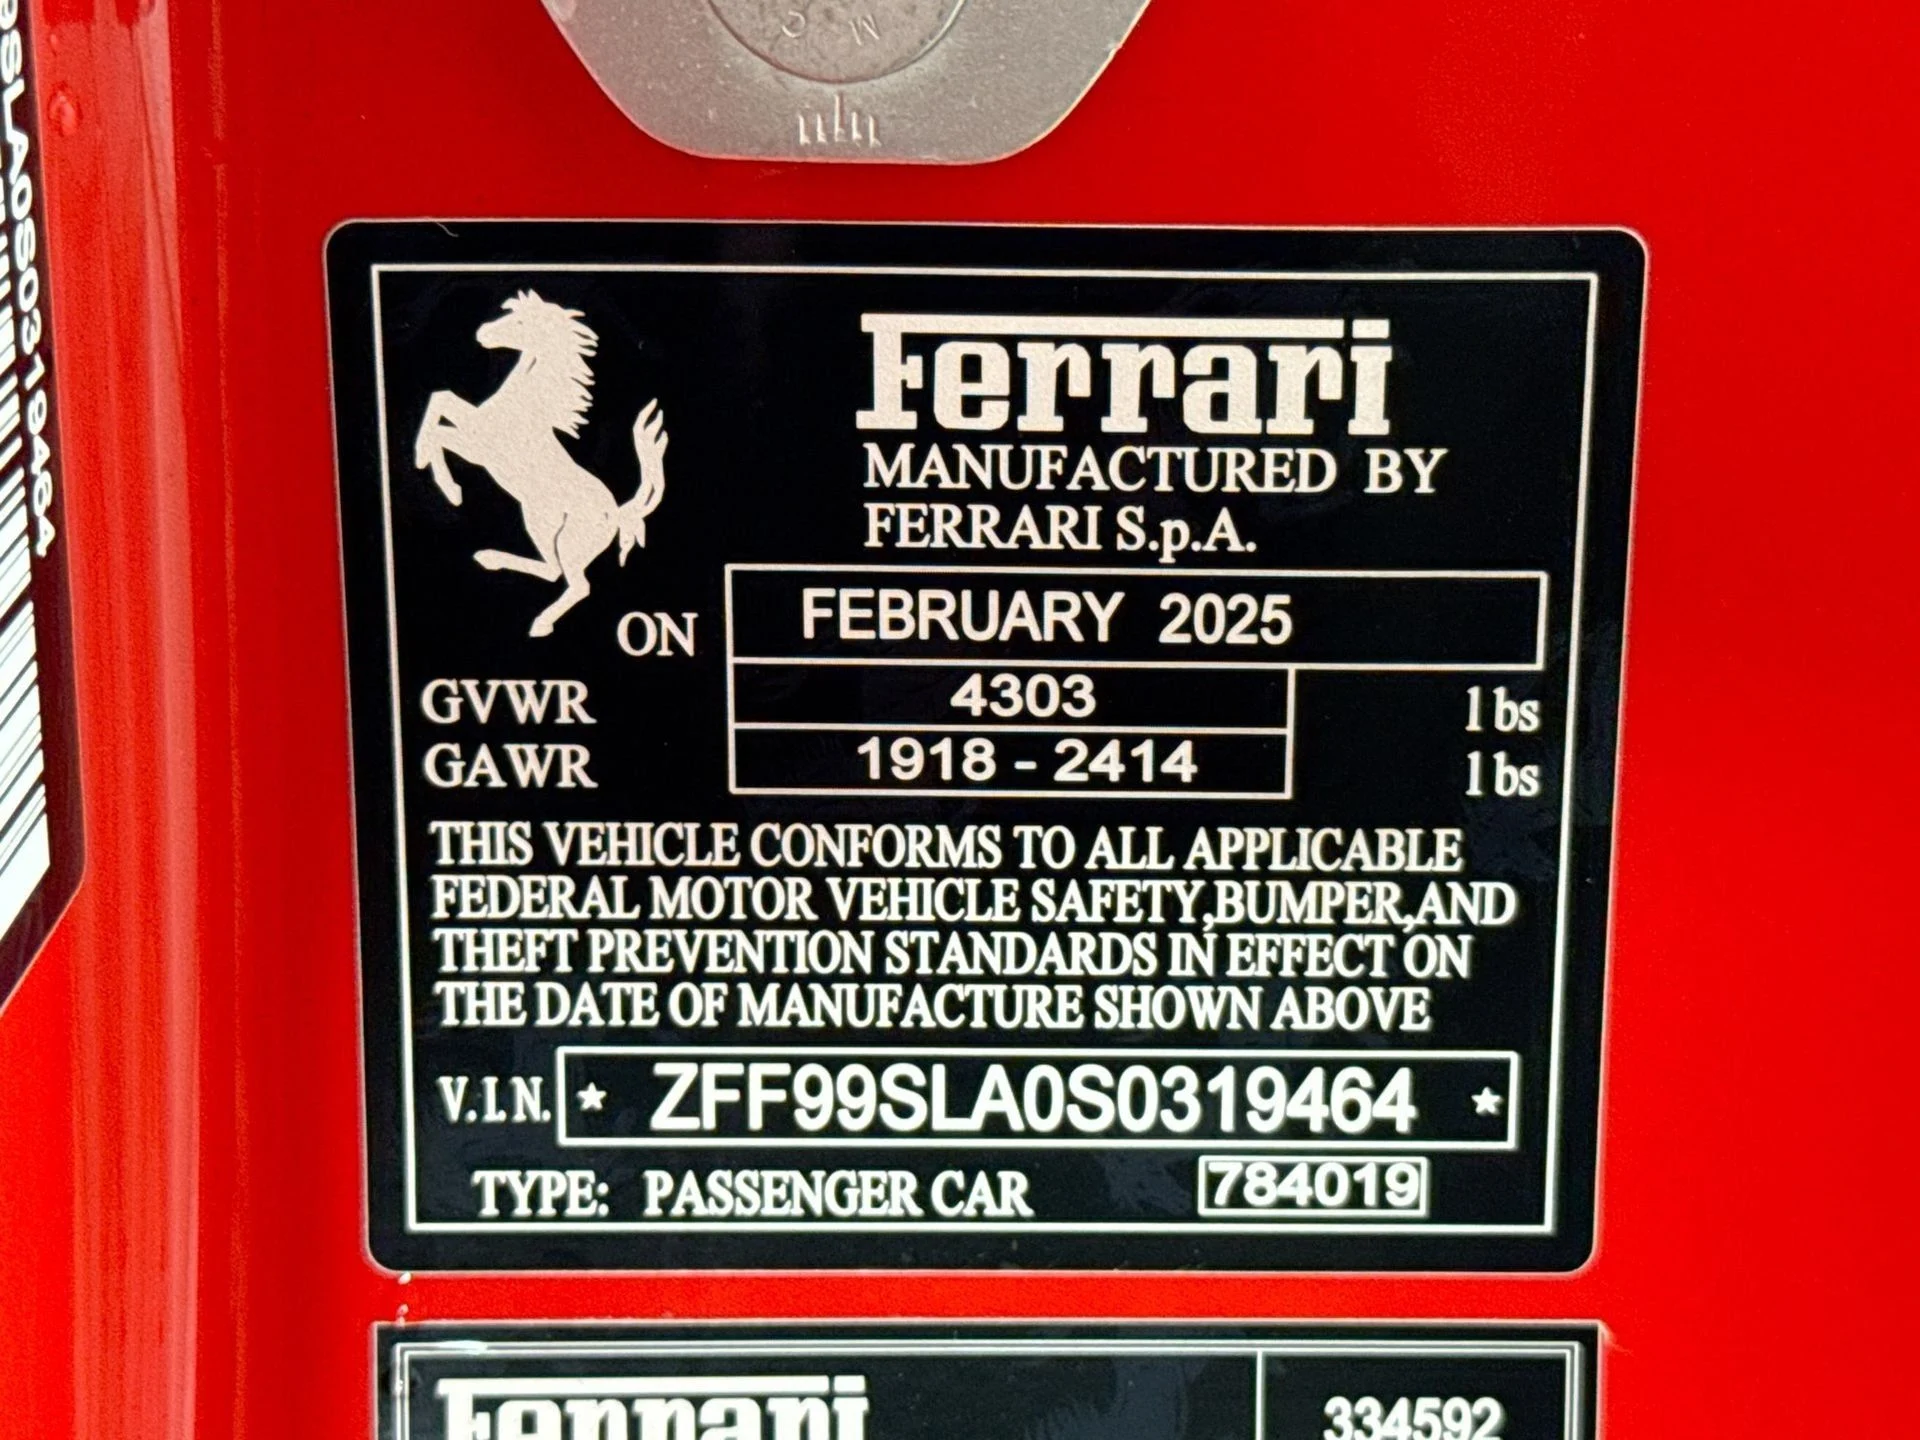 9SLA0S0319464
Ferrari
MANUFACTURED BY
FERRARI S.p.A.
ON FEBRUARY 2025
GVWR 4303 lbs
GAWR 1918 - 2414 lbs
THIS VEHICLE CONFORMS TO ALL APPLICABLE
FEDERAL MOTOR VEHICLE SAFETY,BUMPER,AND
THEFT PREVENTION STANDARDS IN EFFECT ON
THE DATE OF MANUFACTURE SHOWN ABOVE
V.I.N. ★ ZFF99SLA0S0319464 ★
TYPE: PASSENGER CAR 784019
Ferrari 334592